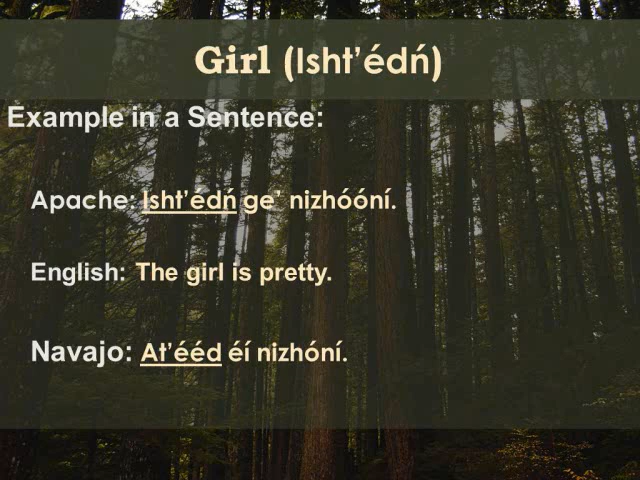 Girl (Isht’édń)
Example in a Sentence:
Apache: Isht’édń ge’ nizhóóní.
English: The girl is pretty.
Navajo: At’ééd éí nizhóní.